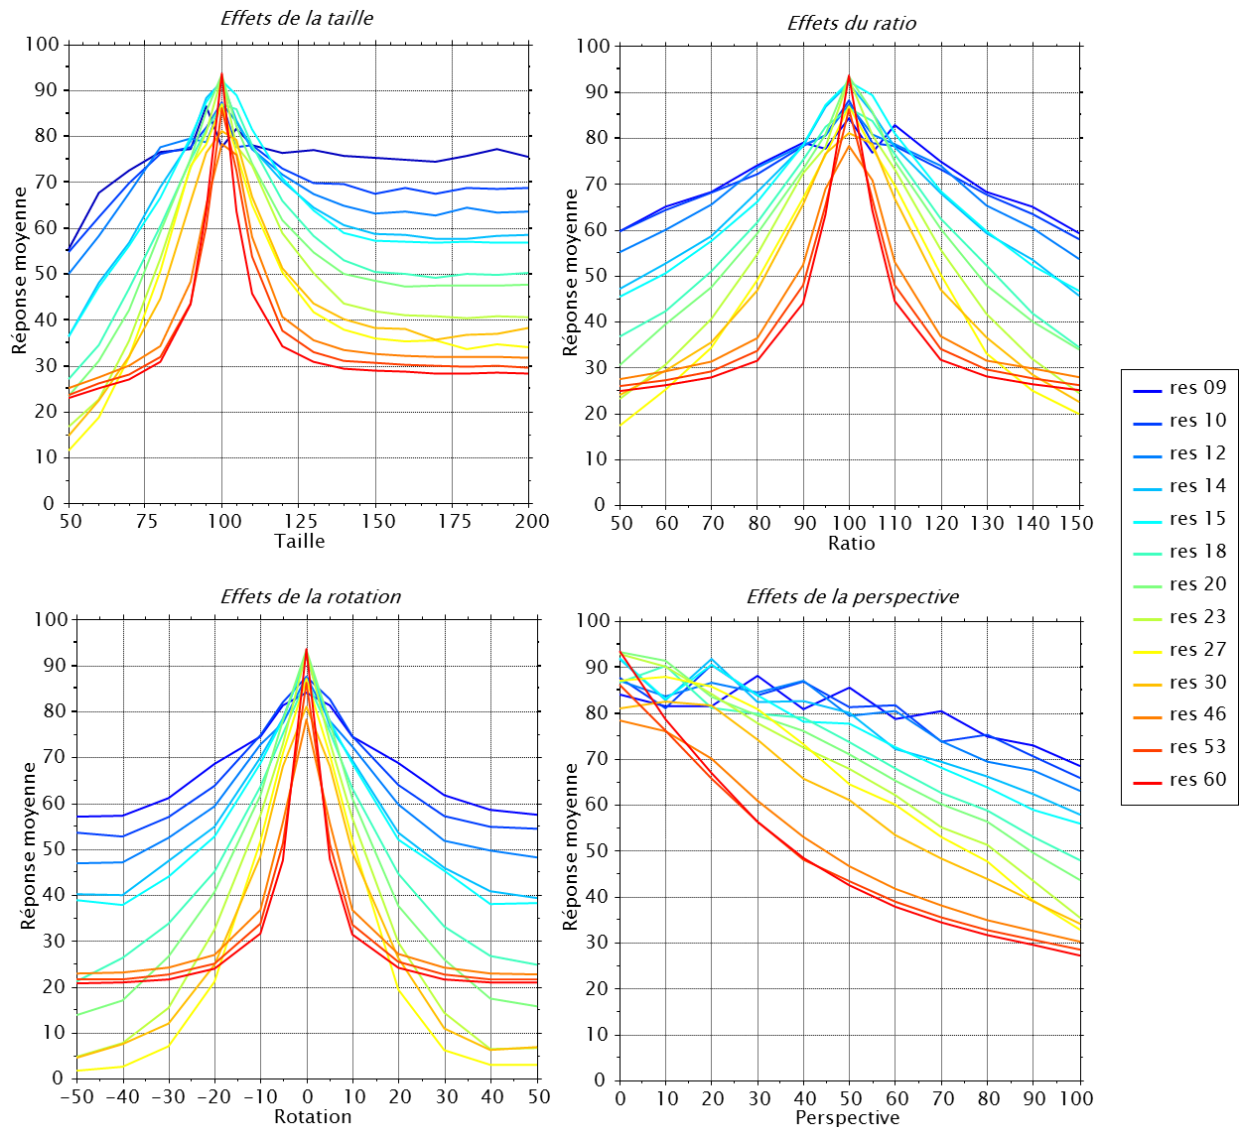 Effets de la taille
100
90
80
70
60
50
40
30
20
10
0
Réponse moyenne
50 75 100 125 150 175 200
Taille
Effets du ratio
100
90
80
70
60
50
40
30
20
10
0
Réponse moyenne
50 60 70 80 90 100 110 120 130 140 150
Ratio
Effets de la rotation
100
90
80
70
60
50
40
30
20
10
0
Réponse moyenne
-50 -40 -30 -20 -10 0 10 20 30 40 50
Rotation
Effets de la perspective
100
90
80
70
60
50
40
30
20
10
0
Réponse moyenne
0 10 20 30 40 50 60 70 80 90 100
Perspective
res 09
res 10
res 12
res 14
res 15
res 18
res 20
res 23
res 27
res 30
res 46
res 53
res 60